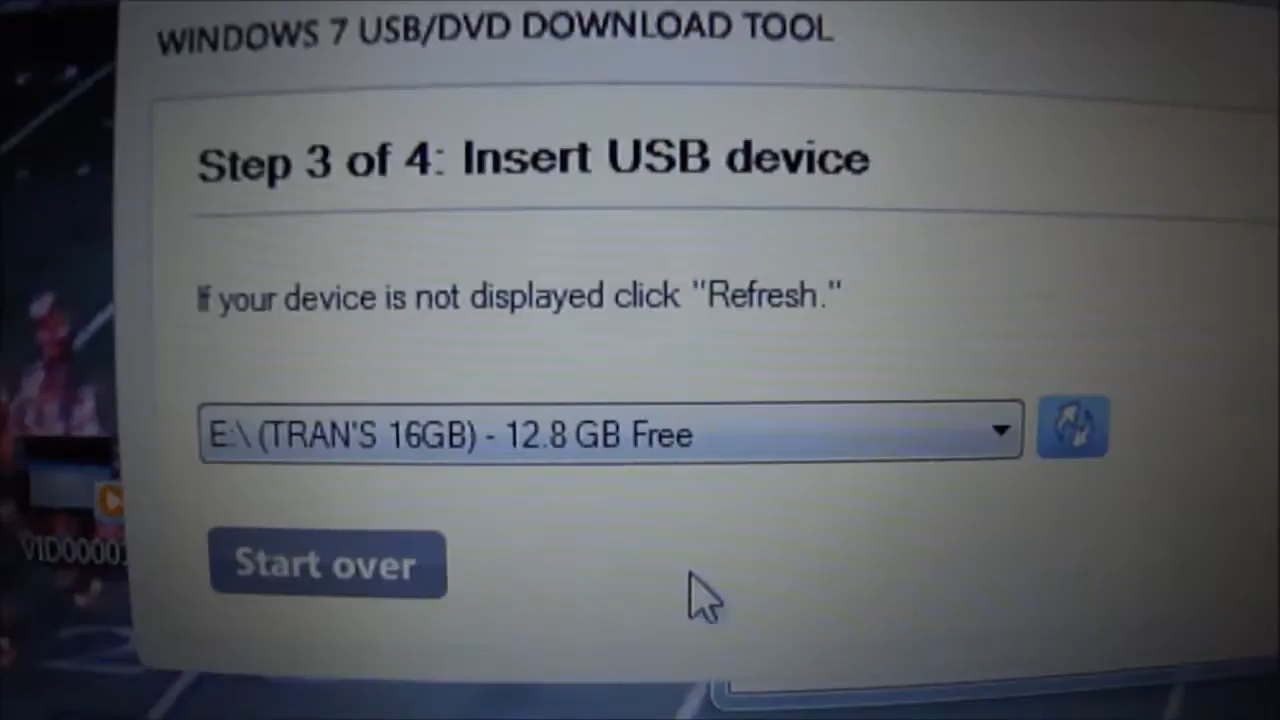 WINDOWS 7 USB/DVD DOWNLOAD TOOL
Step 3 of 4: Insert USB device
If your device is not displayed click "Refresh."
E:\ (TRAN'S 16GB) - 12.8 GB Free
Start over